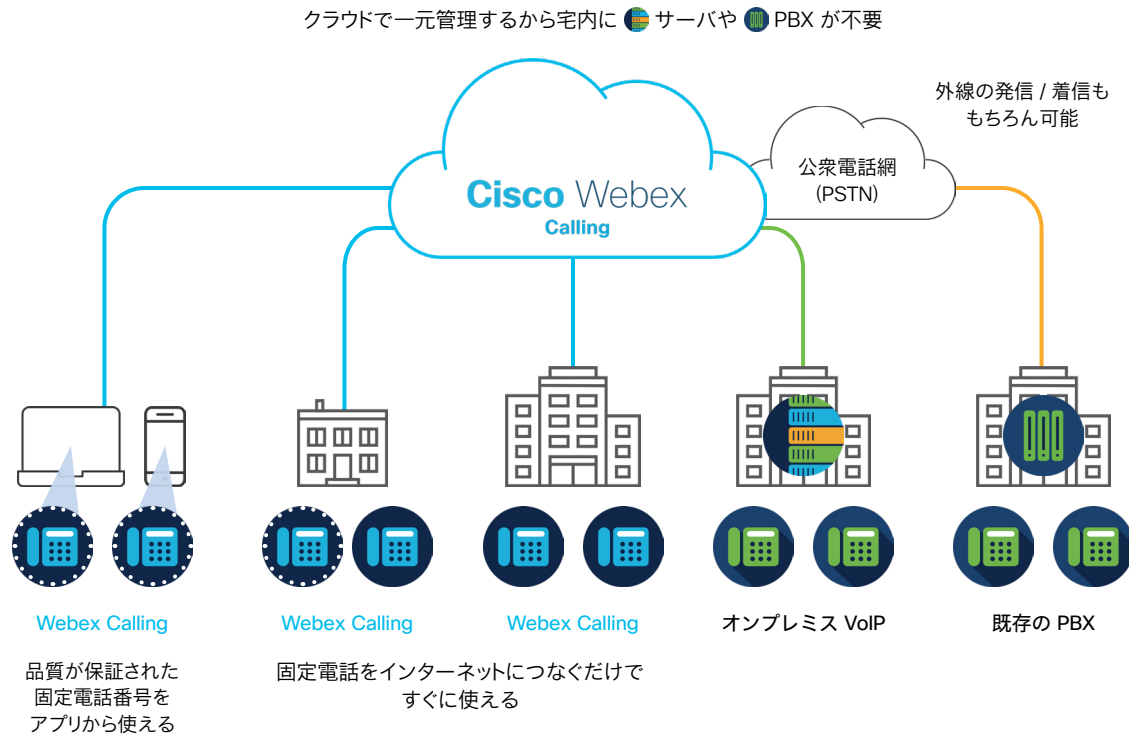 クラウドで一元管理するから宅内に サーバや PBX が不要
外線の発信 / 着信も
もちろん可能
公衆電話網
(PSTN)
Cisco Webex
Calling
Webex Calling
Webex Calling
Webex Calling
オンプレミス VoIP
既存の PBX
品質が保証された
固定電話番号を
アプリから使える
固定電話をインターネットにつなぐだけで
すぐに使える